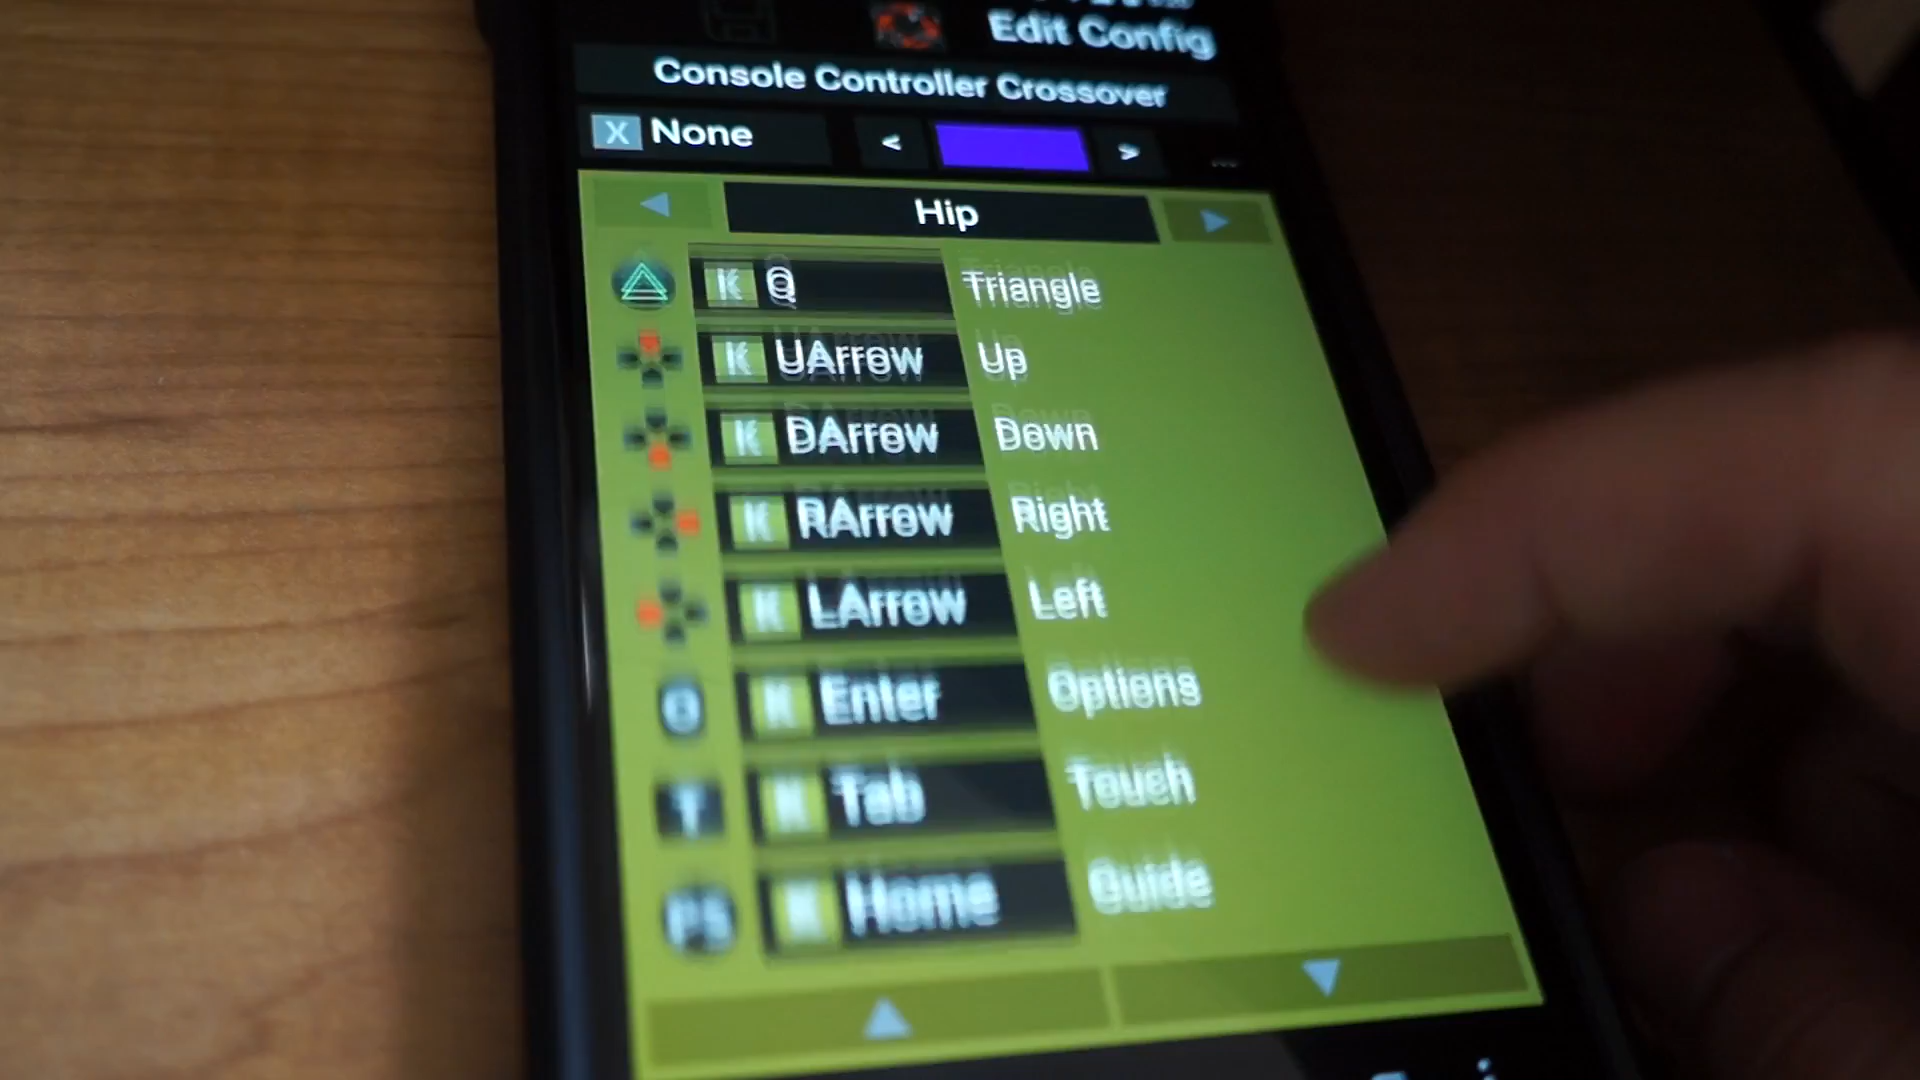 Edit Config
Console Controller Crossover
X None < > ...
Hip
K Q Triangle
K UArrow Up
K DArrow Down
K RArrow Right
K LArrow Left
K Enter Options
T K Tab Touch
PS K Home Guide